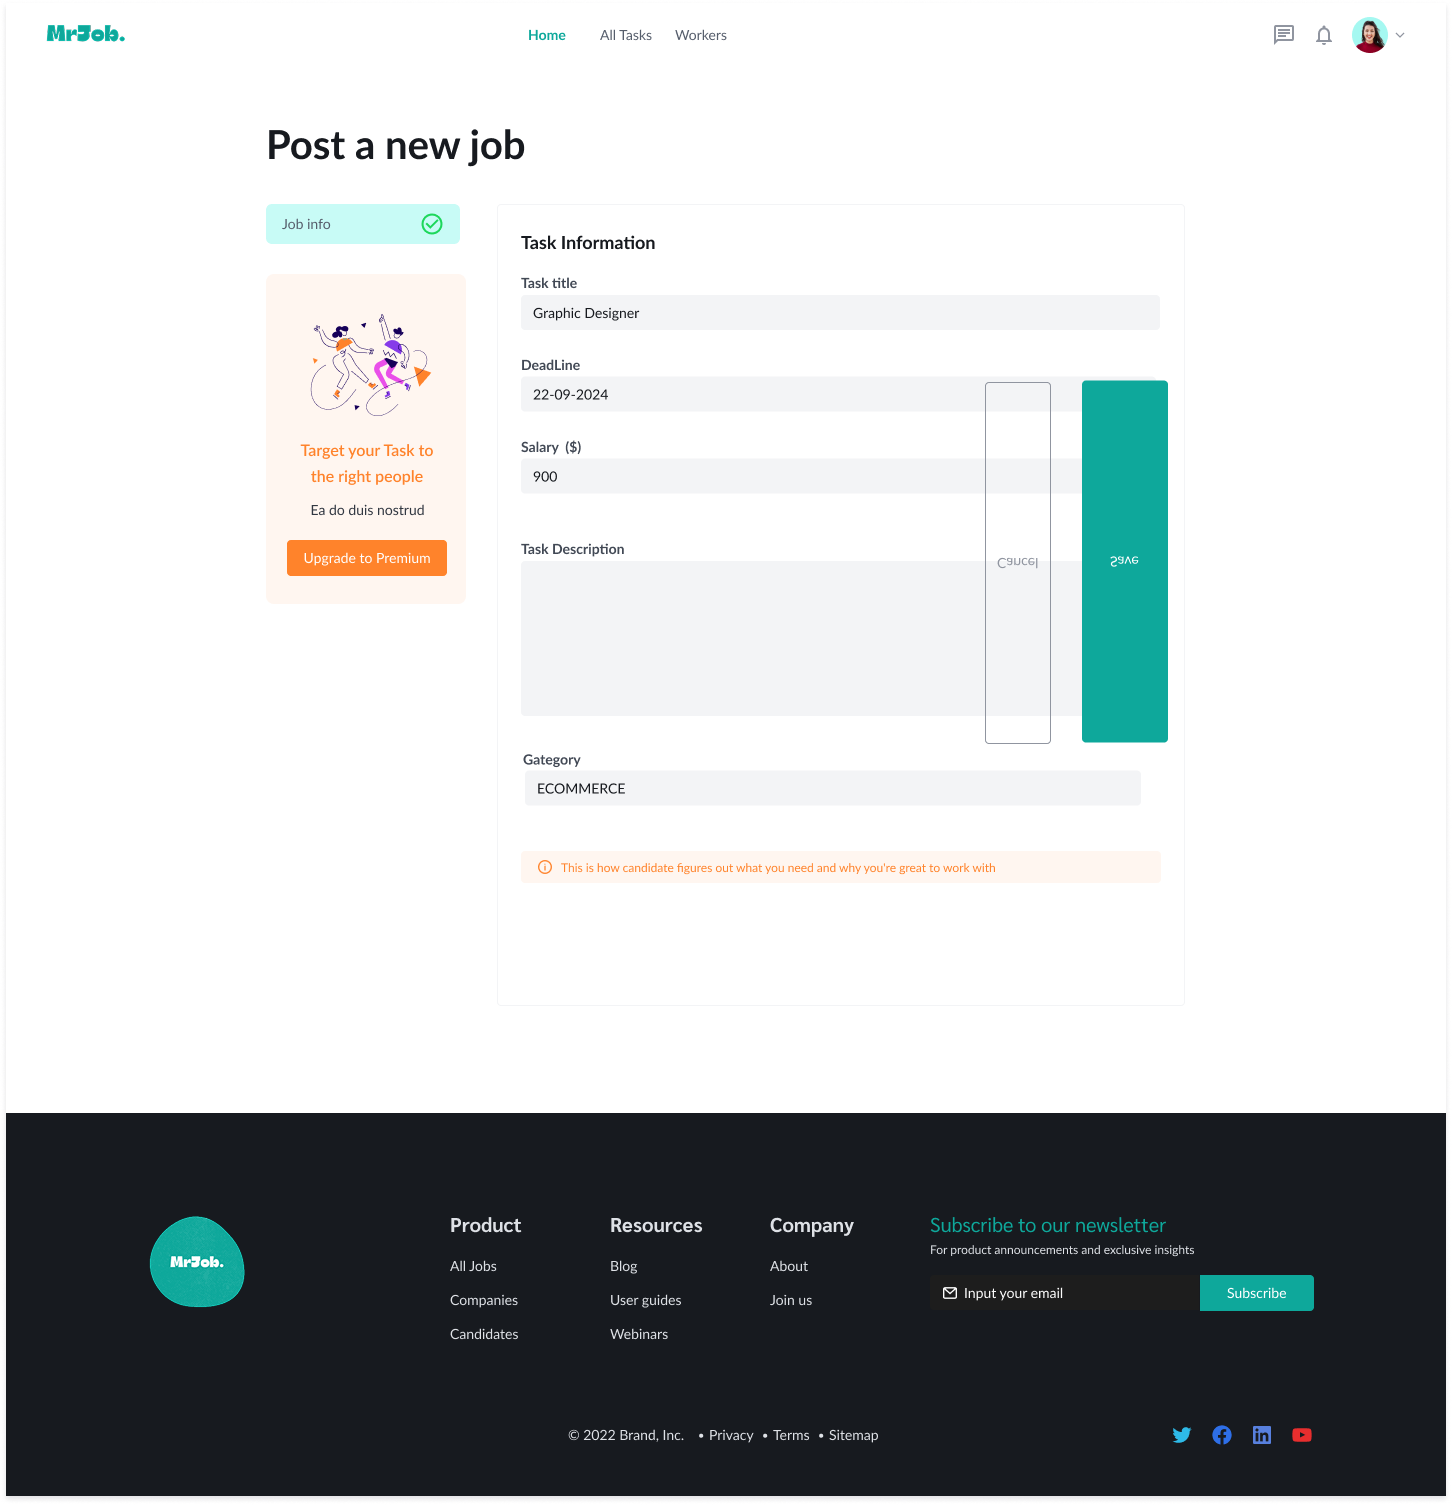 MrJob.
Home All Tasks Workers
Post a new job
Job info
Target your Task to
the right people
Ea do duis nostrud
Upgrade to Premium
Task Information
Task title
Graphic Designer
DeadLine
22-09-2024
Salary ($)
900
Task Description
Cancel
Save
Gategory
ECOMMERCE
This is how candidate figures out what you need and why you're great to work with
MrJob.
Product
All Jobs
Companies
Candidates
Resources
Blog
User guides
Webinars
Company
About
Join us
Subscribe to our newsletter
For product announcements and exclusive insights
Input your email
Subscribe
© 2022 Brand, Inc. • Privacy • Terms • Sitemap